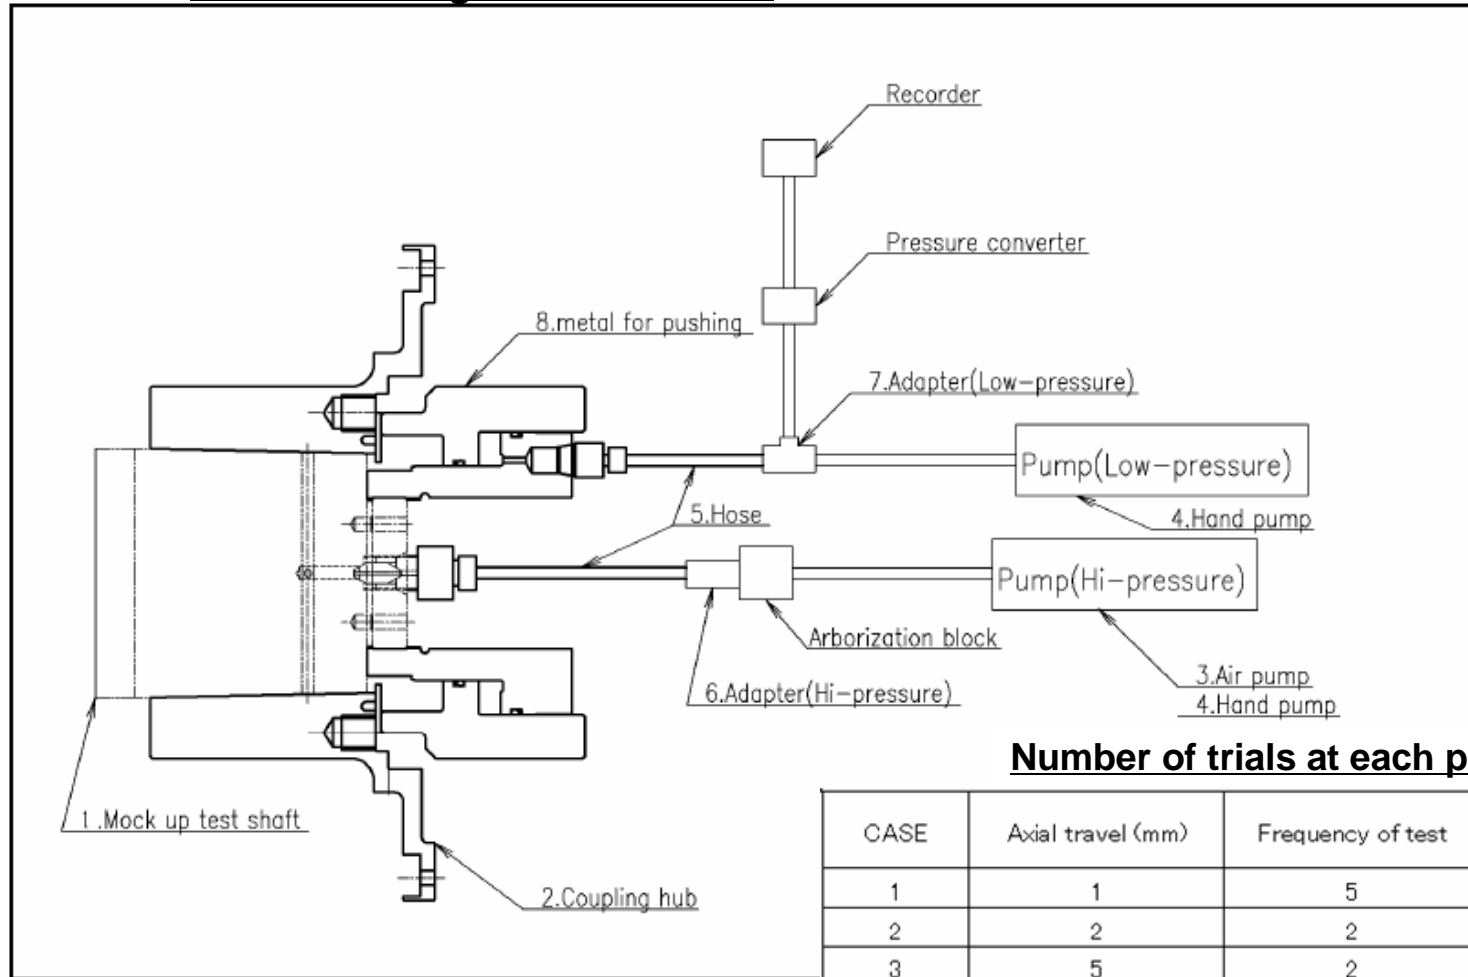 Recorder
Pressure converter
8.metal for pushing
7.Adapter(Low-pressure)
Pump(Low-pressure)
4.Hand pump
5.Hose
Pump(Hi-pressure)
Arborization block
6.Adapter(Hi-pressure)
3.Air pump
4.Hand pump
1.Mock up test shaft
2.Coupling hub
Number of trials at each p
CASE Axial travel (mm) Frequency of test
1 1 5
2 2 2
3 5 2